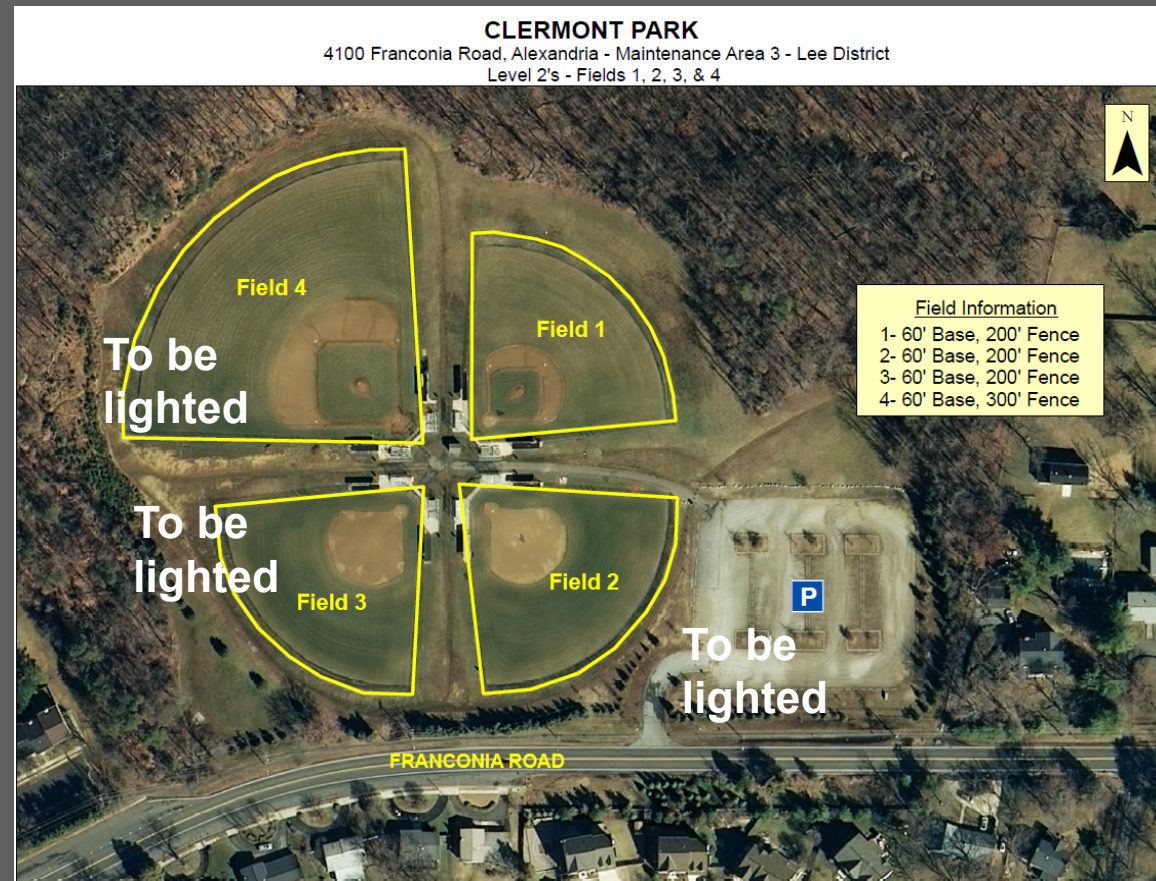 CLERMONT PARK
4100 Franconia Road, Alexandria - Maintenance Area 3 - Lee District
Level 2's - Fields 1, 2, 3, & 4
N
Field 4
Field 1
Field Information
1- 60' Base, 200' Fence
2- 60' Base, 200' Fence
3- 60' Base, 200' Fence
4- 60' Base, 300' Fence
To be
lighted
To be
lighted
Field 3
Field 2
P
To be
lighted
FRANCONIA ROAD